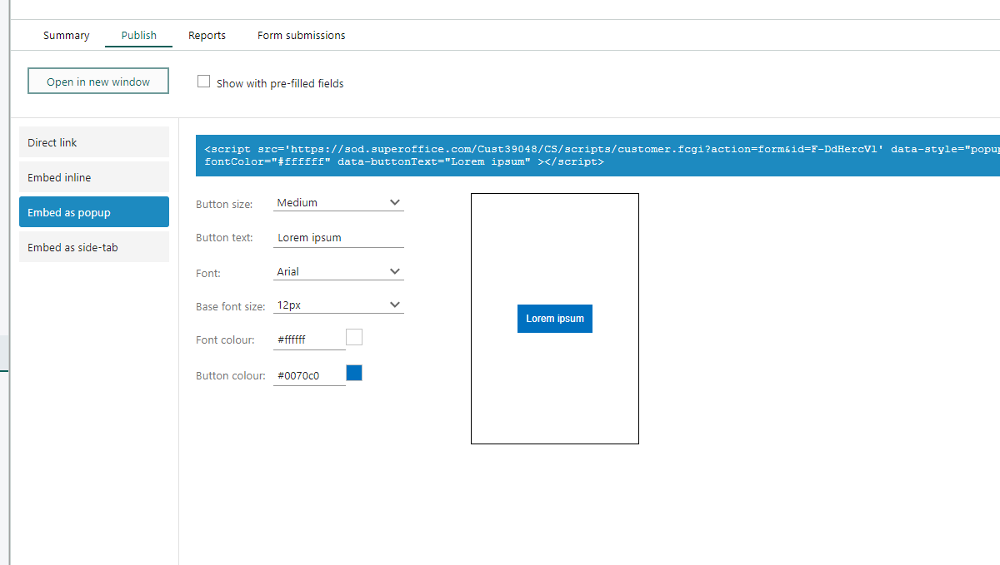 Summary Publish Reports Form submissions
Open in new window Show with pre-filled fields
Direct link
Embed inline
Embed as popup
Embed as side-tab
<script src='https://sod.superoffice.com/Cust39048/CS/scripts/customer.fcgi?action=form&id=F-DdHercVl' data-style="popup
fontColor="#ffffff" data-buttonText="Lorem ipsum" ></script>
Button size: Medium
Button text: Lorem ipsum
Font: Arial
Base font size: 12px
Font colour: #ffffff
Button colour: #0070c0
Lorem ipsum